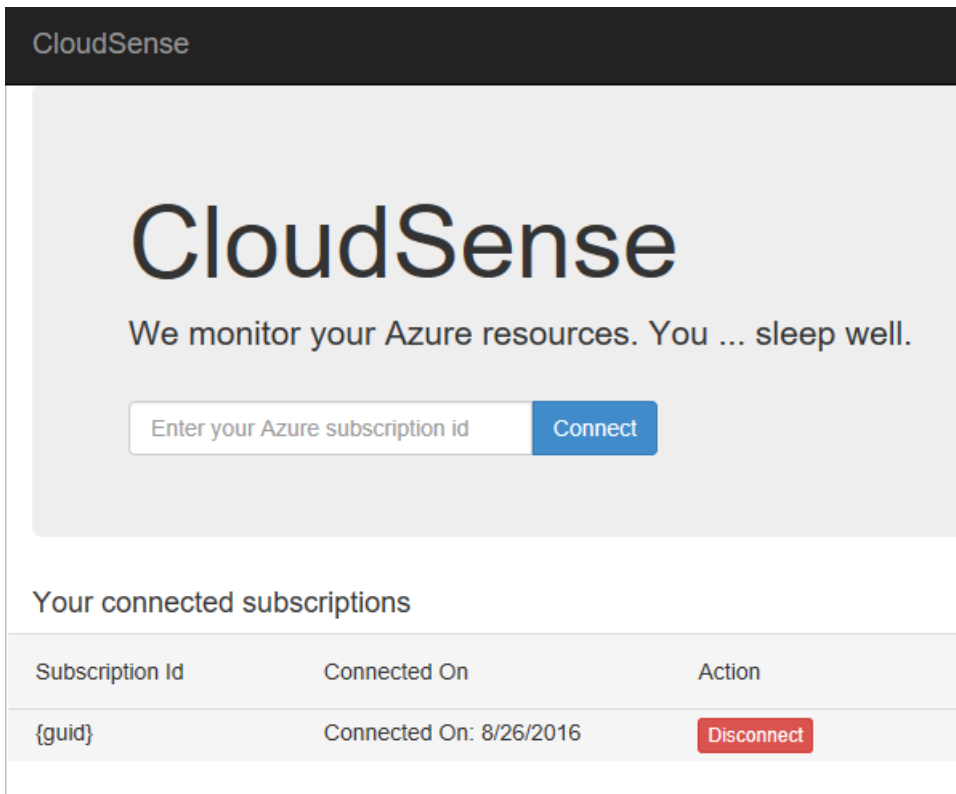 CloudSense
CloudSense
We monitor your Azure resources. You ... sleep well.
Enter your Azure subscription id Connect
Your connected subscriptions
Subscription Id Connected On Action
{guid} Connected On: 8/26/2016 Disconnect